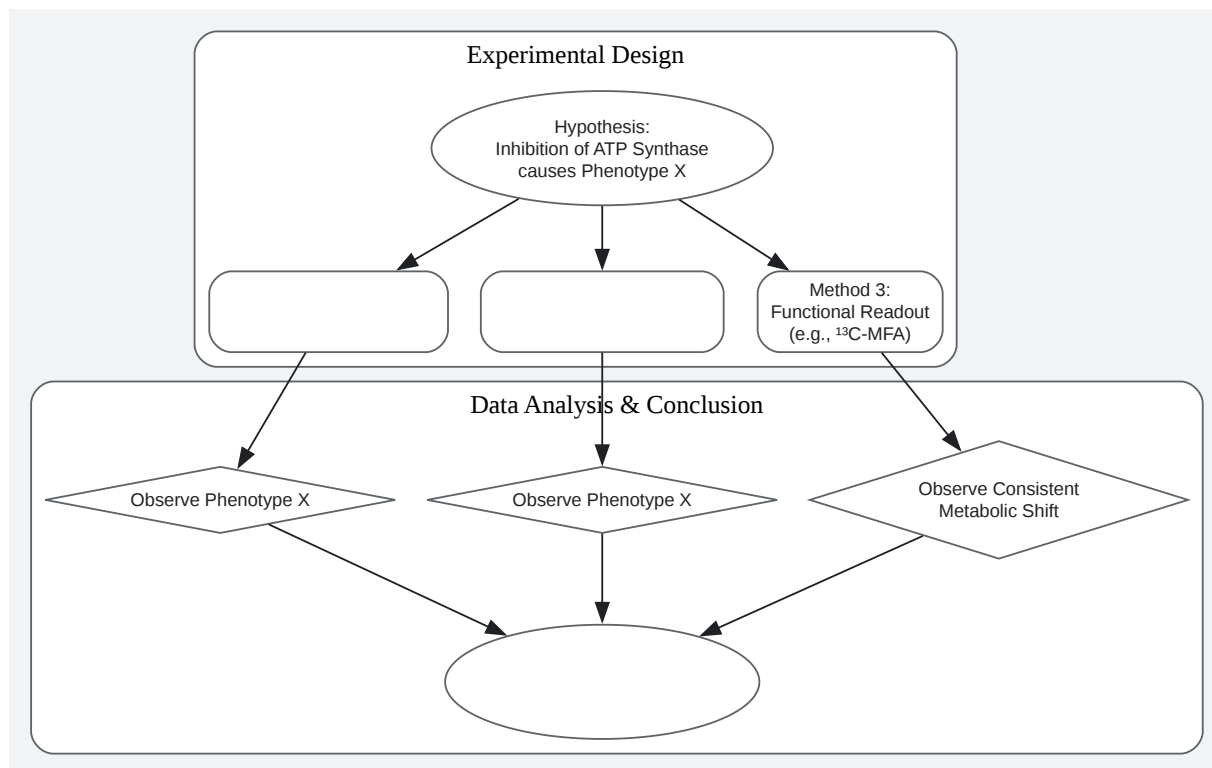 Experimental Design
Hypothesis:
Inhibition of ATP Synthase
causes Phenotype X
Method 3:
Functional Readout
(e.g., ¹³C-MFA)
Data Analysis & Conclusion
Observe Phenotype X
Observe Phenotype X
Observe Consistent
Metabolic Shift